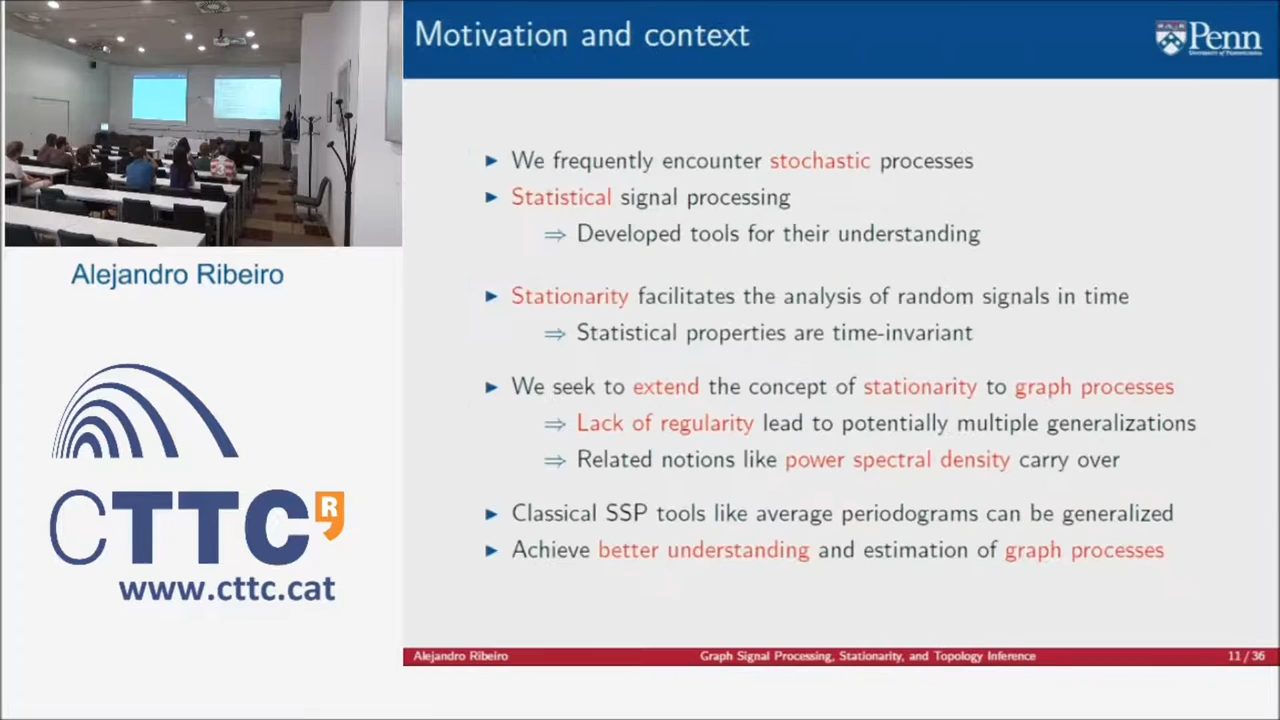 Motivation and context
Penn
University of Pennsylvania
► We frequently encounter stochastic processes
► Statistical signal processing
⇒ Developed tools for their understanding
► Stationarity facilitates the analysis of random signals in time
⇒ Statistical properties are time-invariant
► We seek to extend the concept of stationarity to graph processes
⇒ Lack of regularity lead to potentially multiple generalizations
⇒ Related notions like power spectral density carry over
► Classical SSP tools like average periodograms can be generalized
► Achieve better understanding and estimation of graph processes
Alejandro Ribeiro Graph Signal Processing, Stationarity, and Topology Inference 11 / 36
Alejandro Ribeiro
CTTC R
www.cttc.cat